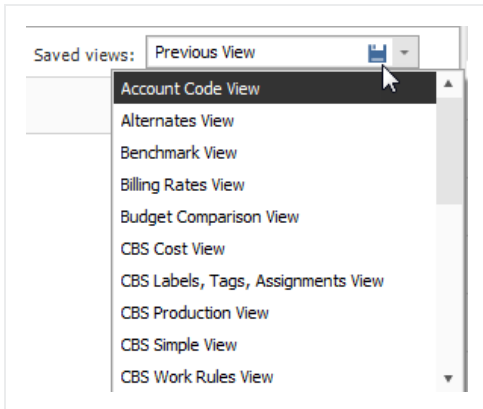 Saved views: Previous View
Account Code View
Alternates View
Benchmark View
Billing Rates View
Budget Comparison View
CBS Cost View
CBS Labels, Tags, Assignments View
CBS Production View
CBS Simple View
CBS Work Rules View